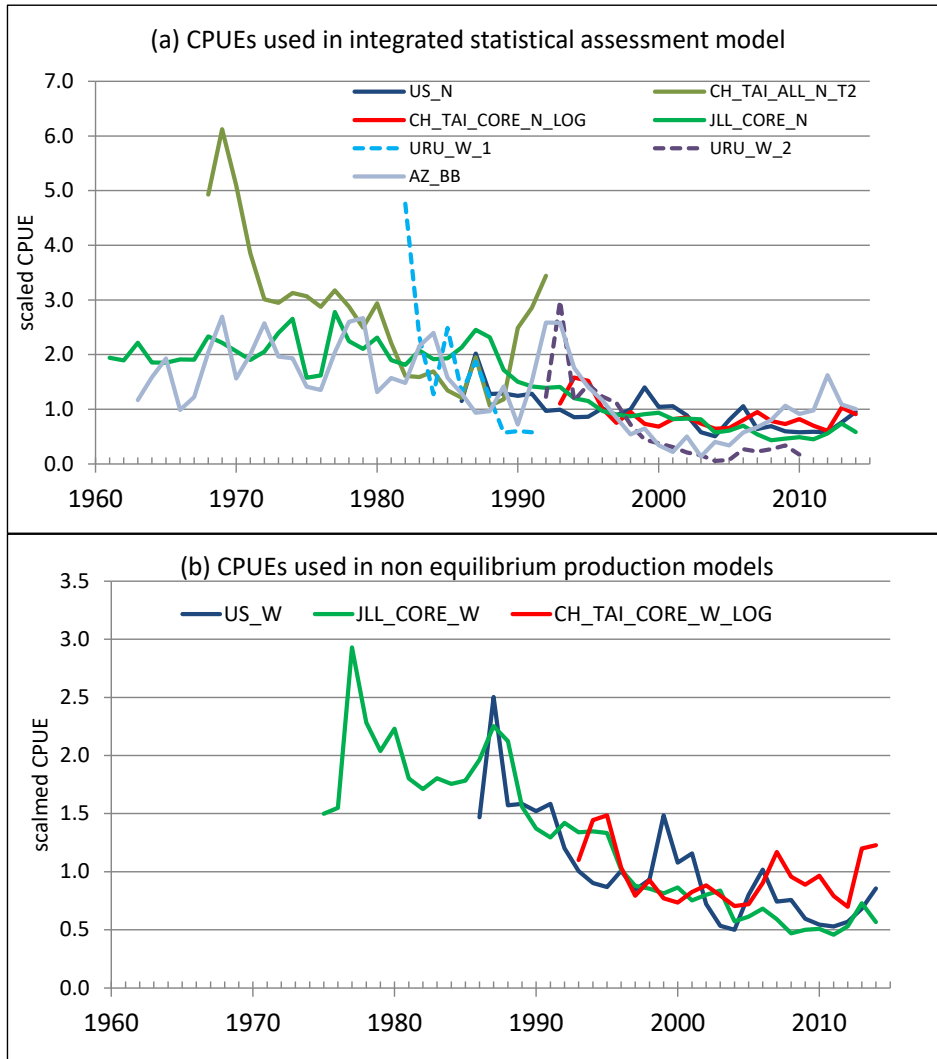 (a) CPUEs used in integrated statistical assessment model
7.0
US_N CH_TAI_ALL_N_T2
CH_TAI_CORE_N_LOG JLL_CORE_N
6.0
URU_W_1 URU_W_2
AZ_BB
5.0
4.0
3.0
2.0
1.0
0.0
scaled CPUE
1960 1970 1980 1990 2000 2010
(b) CPUEs used in non equilibrium production models
3.5
US_W JLL_CORE_W CH_TAI_CORE_W_LOG
3.0
2.5
2.0
1.5
1.0
0.5
0.0
scalmed CPUE
1960 1970 1980 1990 2000 2010